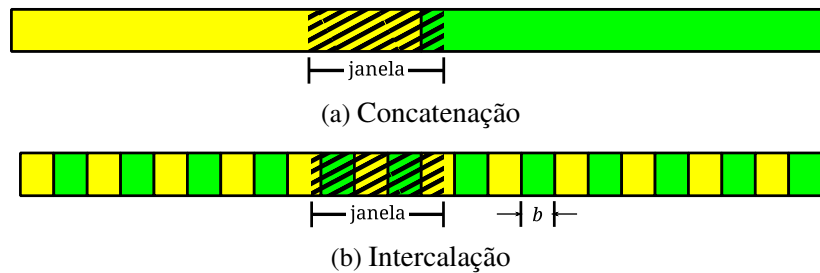 janela
(a) Concatenação
janela
b
(b) Intercalação